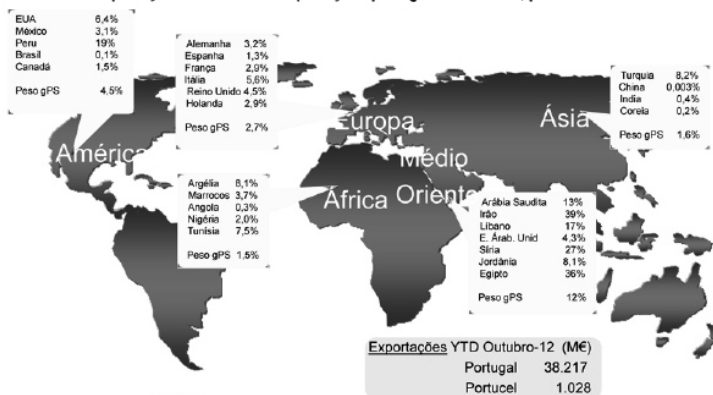 EUA 6,4%
México 3,1%
Peru 19%
Brasil 0,1%
Canadá 1,5%
Peso gPS 4,5%
América
Alemanha 3,2%
Espanha 1,3%
França 2,9%
Itália 5,6%
Reino Unido 4,5%
Holanda 2,9%
Peso gPS 2,7%
Europa
Turquia 8,2%
China 0,003%
India 0,4%
Coreia 0,2%
Peso gPS 1,6%
Ásia
Médio
Oriente
Argélia 8,1%
Marrocos 3,7%
Angola 0,3%
Nigéria 2,0%
Tunísia 7,5%
Peso gPS 1,5%
África
Arábia Saudita 13%
Irão 39%
Líbano 17%
E. Árab. Unid 4,3%
Síria 27%
Jordânia 8,1%
Egipto 36%
Peso gPS 12%
Exportações YTD Outubro-12 (M€)
Portugal 38.217
Portucel 1.028